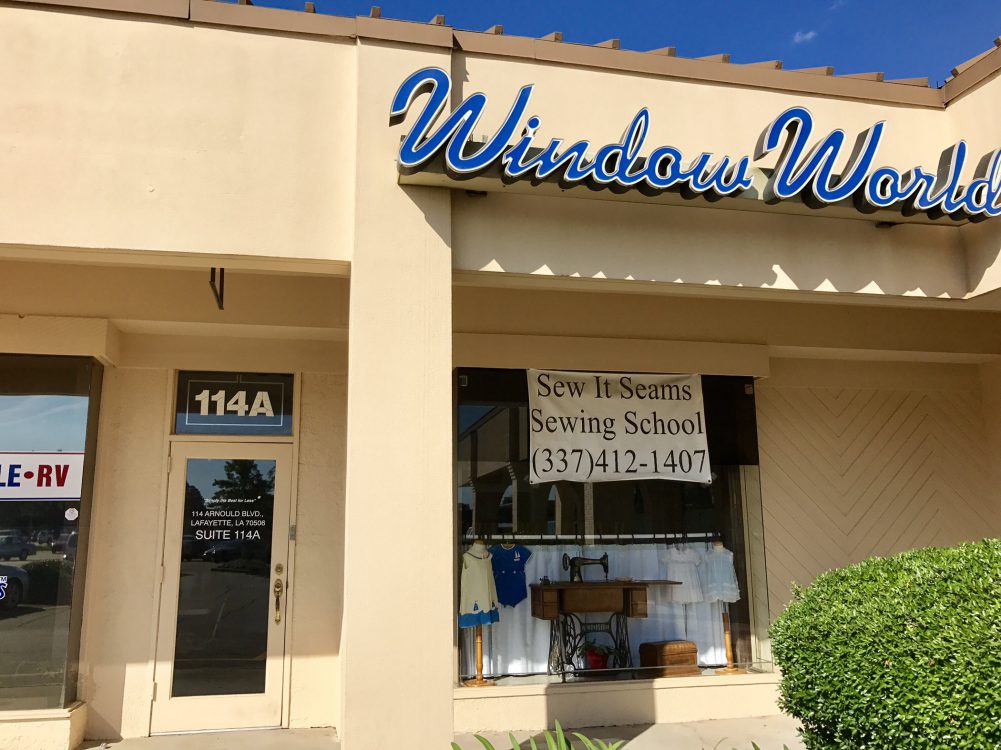 Window World
114A
Sew It Seams
Sewing School
(337)412-1407
LE•RV
"Simply the Best for Less"
114 ARNOULD BLVD.,
LAFAYETTE, LA 70506
SUITE 114A